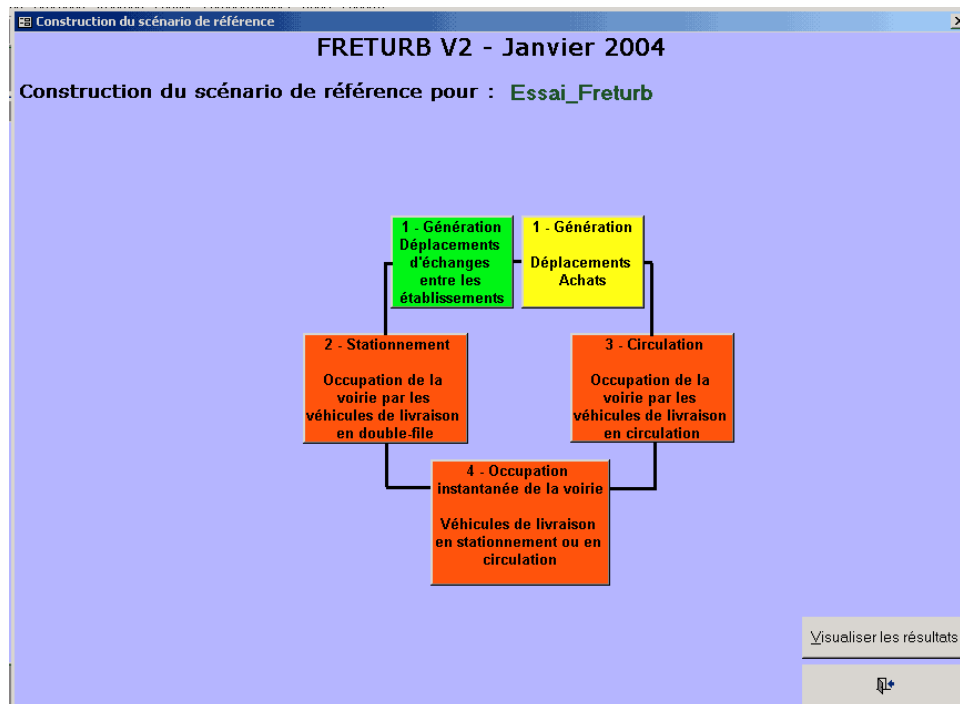 Construction du scénario de référence
FRETURB V2 - Janvier 2004
Construction du scénario de référence pour : Essai_Freturb
1 - Génération
Déplacements
d'échanges
entre les
établissements
1 - Génération
Déplacements
Achats
2 - Stationnement
Occupation de la
voirie par les
véhicules de livraison
en double-file
3 - Circulation
Occupation de la
voirie par les
véhicules de livraison
en circulation
4 - Occupation
instantanée de la voirie
Véhicules de livraison
en stationnement ou en
circulation
Visualiser les résultats